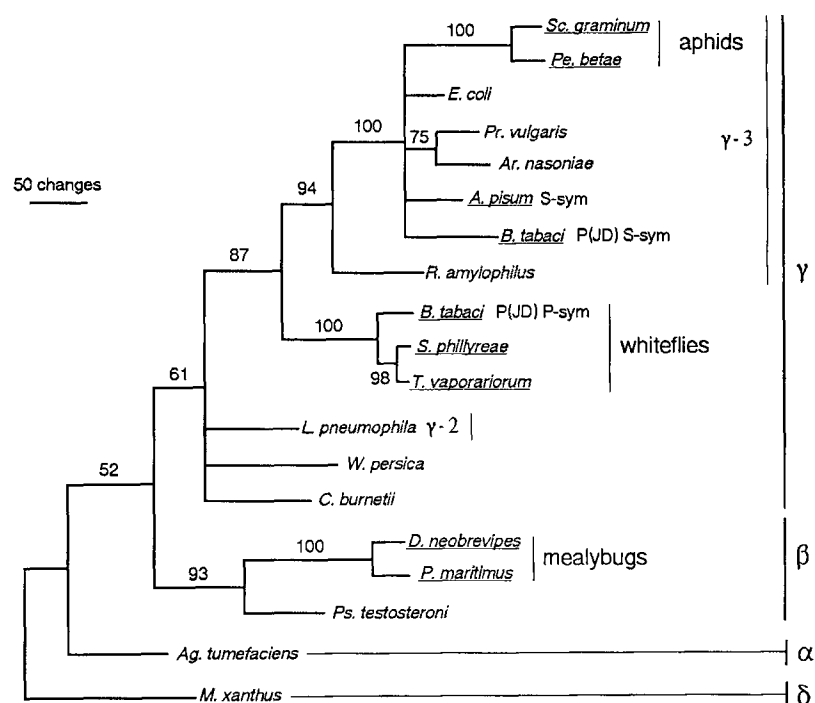 100
Sc. graminum
aphids
Pe. betae
E. coli
100
75
Pr. vulgaris
γ-3
Ar. nasoniae
50 changes
94
A. pisum S-sym
B. tabaci P(JD) S-sym
87
R. amylophilus
γ
B. tabaci P(JD) P-sym
100
S. phillyreae
whiteflies
98
T. vaporariorum
61
L. pneumophila γ-2
W. persica
52
C. burnetii
100
D. neobrevipes
mealybugs
β
93
P. maritimus
Ps. testosteroni
Ag. tumefaciens
α
M. xanthus
δ